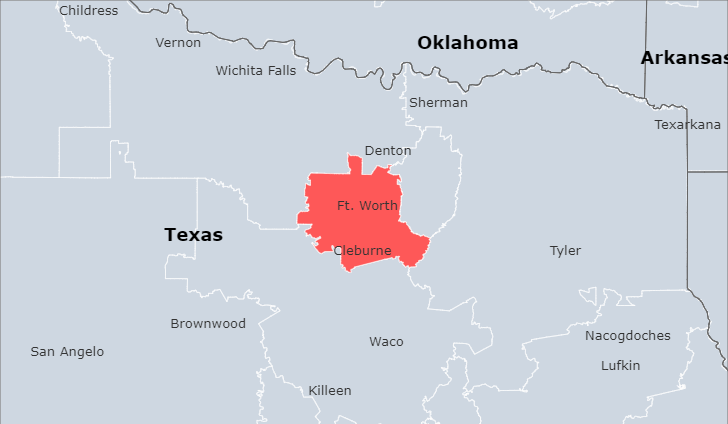 Childress
Vernon
Oklahoma
Arkansas
Wichita Falls
Sherman
Texarkana
Denton
Ft. Worth
Texas
Cleburne
Tyler
Brownwood
Nacogdoches
Waco
San Angelo
Lufkin
Killeen